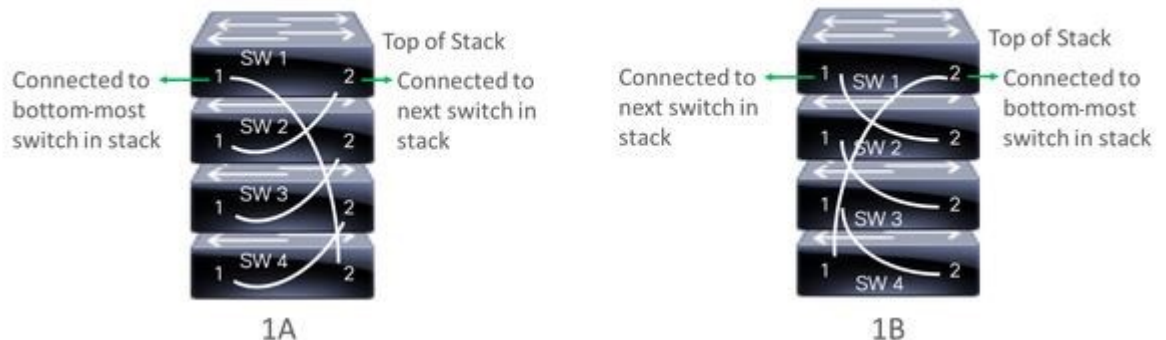 SW 1
Top of Stack
1
2
Connected to
bottom-most
switch in stack
Connected to
next switch in
stack
SW 2
1
2
SW 3
1
2
SW 4
1
2
1A
Top of Stack
Connected to
next switch in
stack
1
SW 1
2
Connected to
bottom-most
switch in stack
1
SW 2
2
1
SW 3
2
1
SW 4
2
1B